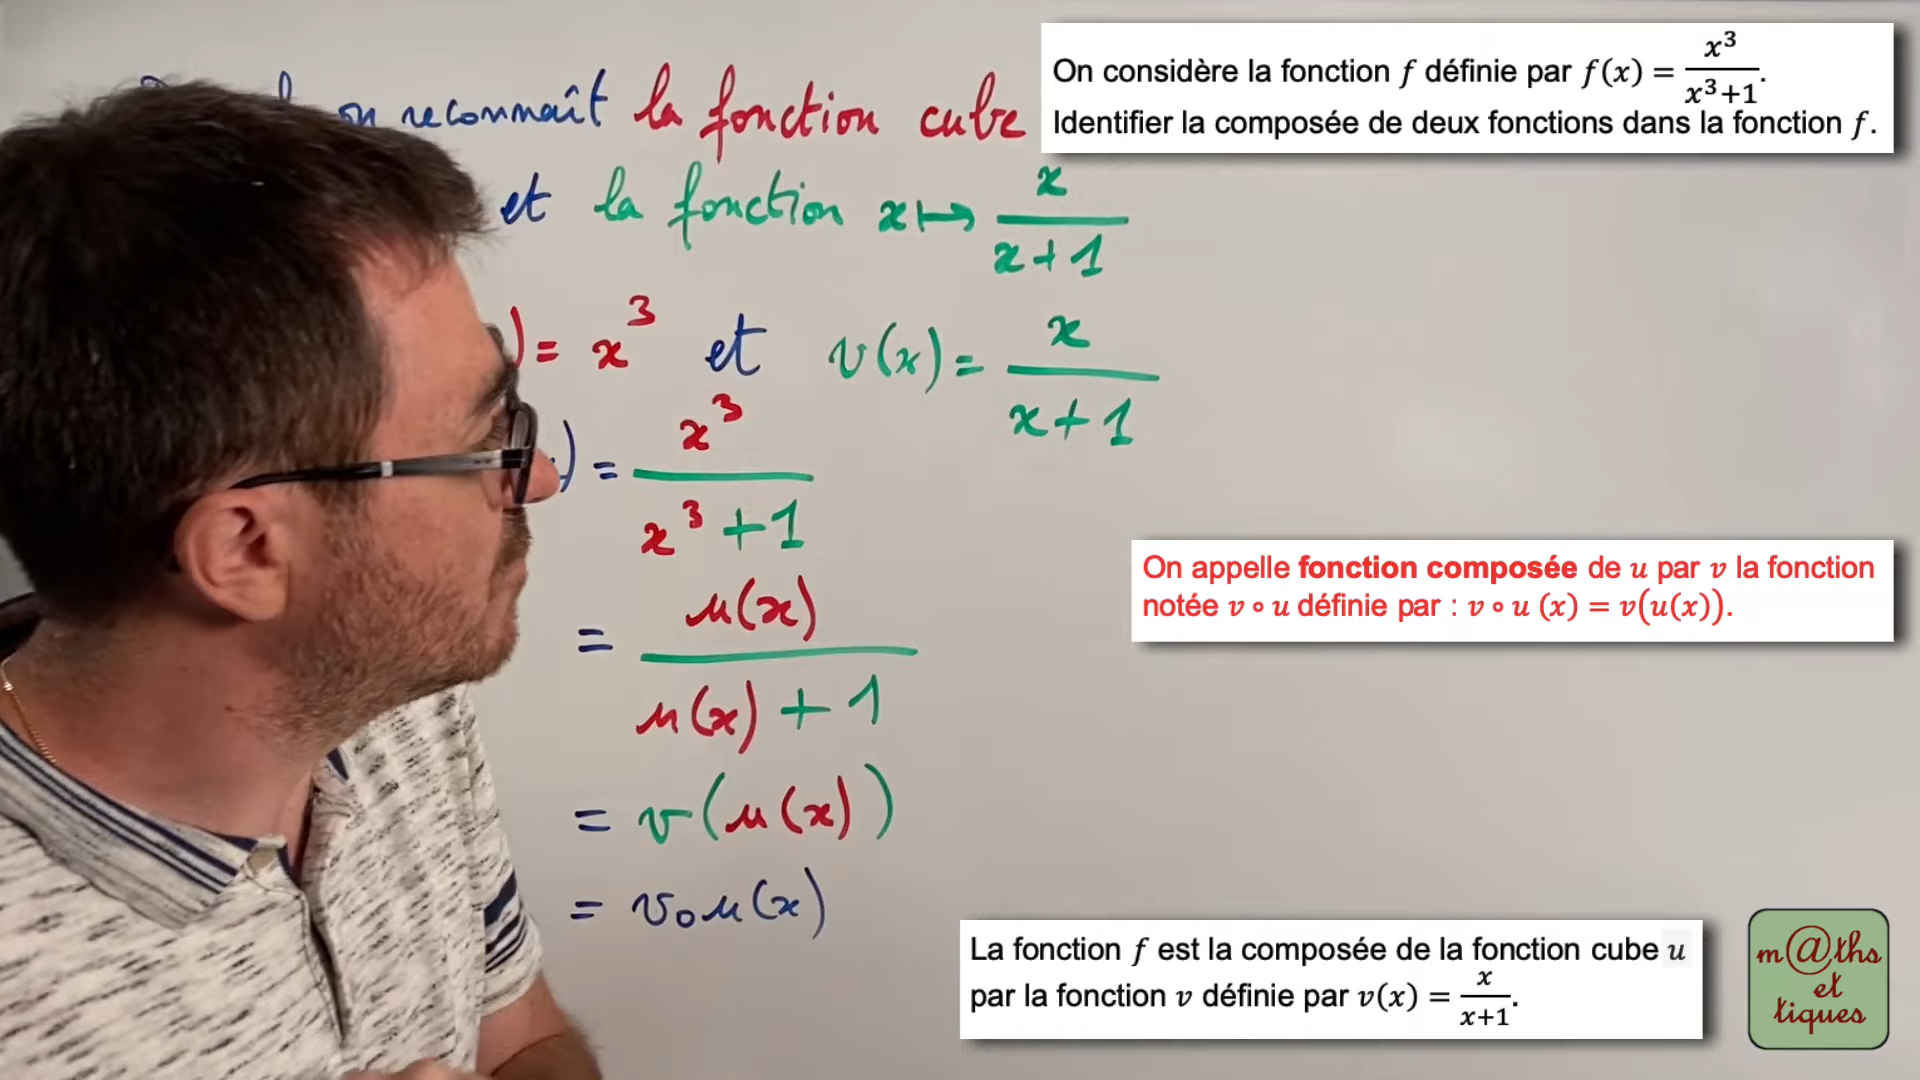 on reconnaît la fonction cube
et la fonction x ↦ x/(x+1)
) = x³ et v(x) = x/(x+1)
) = x³/(x³+1)
= u(x)/(u(x)+1)
= v(u(x))
= v∘u(x)
On considère la fonction f définie par f(x) = x³/(x³+1).
Identifier la composée de deux fonctions dans la fonction f.
On appelle fonction composée de u par v la fonction
notée v ∘ u définie par : v ∘ u (x) = v(u(x)).
La fonction f est la composée de la fonction cube u
par la fonction v définie par v(x) = x/(x+1).
m@ths
et
tiques